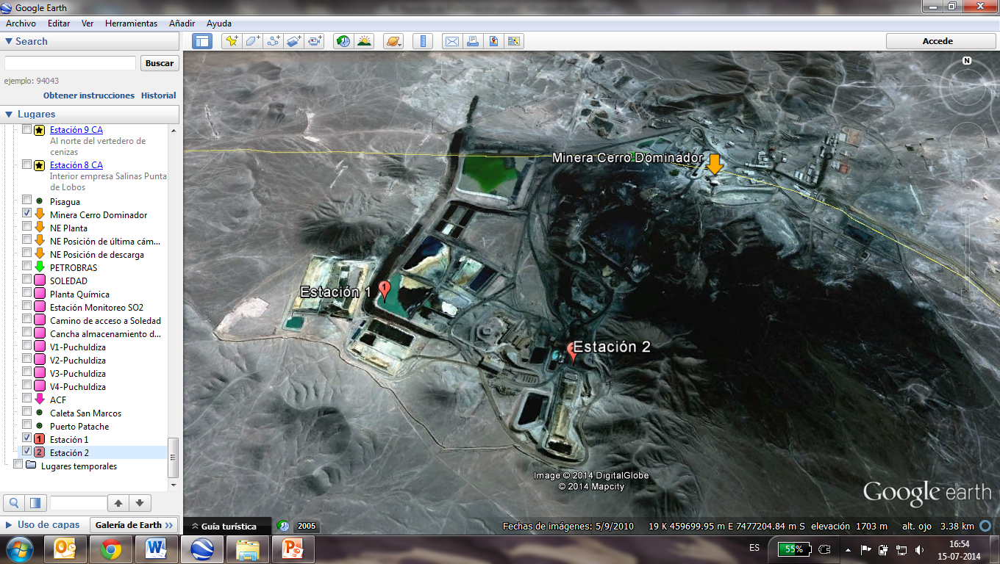 Google Earth
Archivo Editar Ver Herramientas Añadir Ayuda
Search
Buscar
ejemplo: 94043
Obtener instrucciones Historial
Lugares
Estación 9 CA
Al norte del vertedero de
cenizas
Estación 8 CA
Interior empresa Salinas Punta
de Lobos
Pisagua
Minera Cerro Dominador
NE Planta
NE Posición de última cám...
NE Posición de descarga
PETROBRAS
SOLEDAD
Planta Química
Estación Monitoreo SO2
Camino de acceso a Soledad
Cancha almacenamiento d...
V1-Puchuldiza
V2-Puchuldiza
V3-Puchuldiza
V4-Puchuldiza
ACF
Caleta San Marcos
Puerto Patache
1 Estación 1
2 Estación 2
Lugares temporales
Uso de capas Galería de Earth >>
Accede
N
Minera Cerro Dominador
Estación 1 1
Estación 2
Image © 2014 DigitalGlobe
© 2014 Mapcity
Google earth
Guía turística 2005
Fechas de imágenes: 5/9/2010 19 K 459699.95 m E 7477204.84 m S elevación 1703 m alt. ojo 3.38 km
ES 55% 16:54
15-07-2014